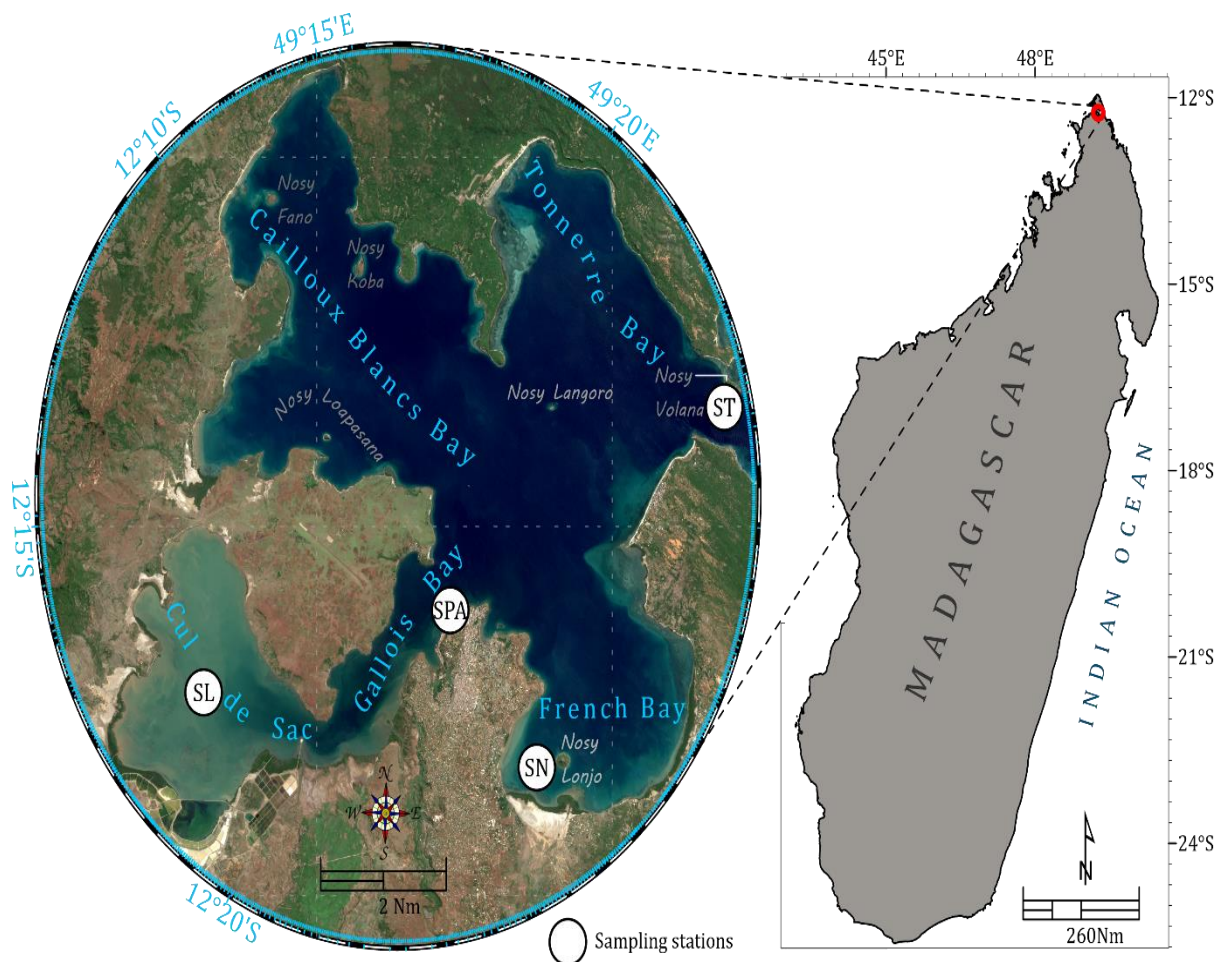 49°15'E
49°20'E
12°10'S
12°15'S
12°20'S
Nosy
Fano
Cailloux Blancs Bay
Nosy
Koba
Tonnerre Bay
Nosy
Volana
ST
Nosy Langoro
Nosy Loapasana
Cul de Sac
SL
Gallois Bay
SPA
French Bay
SN
Nosy
Lonjo
N
W
E
S
2 Nm
Sampling stations
45°E
48°E
12°S
15°S
18°S
21°S
24°S
MADAGASCAR
INDIAN OCEAN
N
260Nm